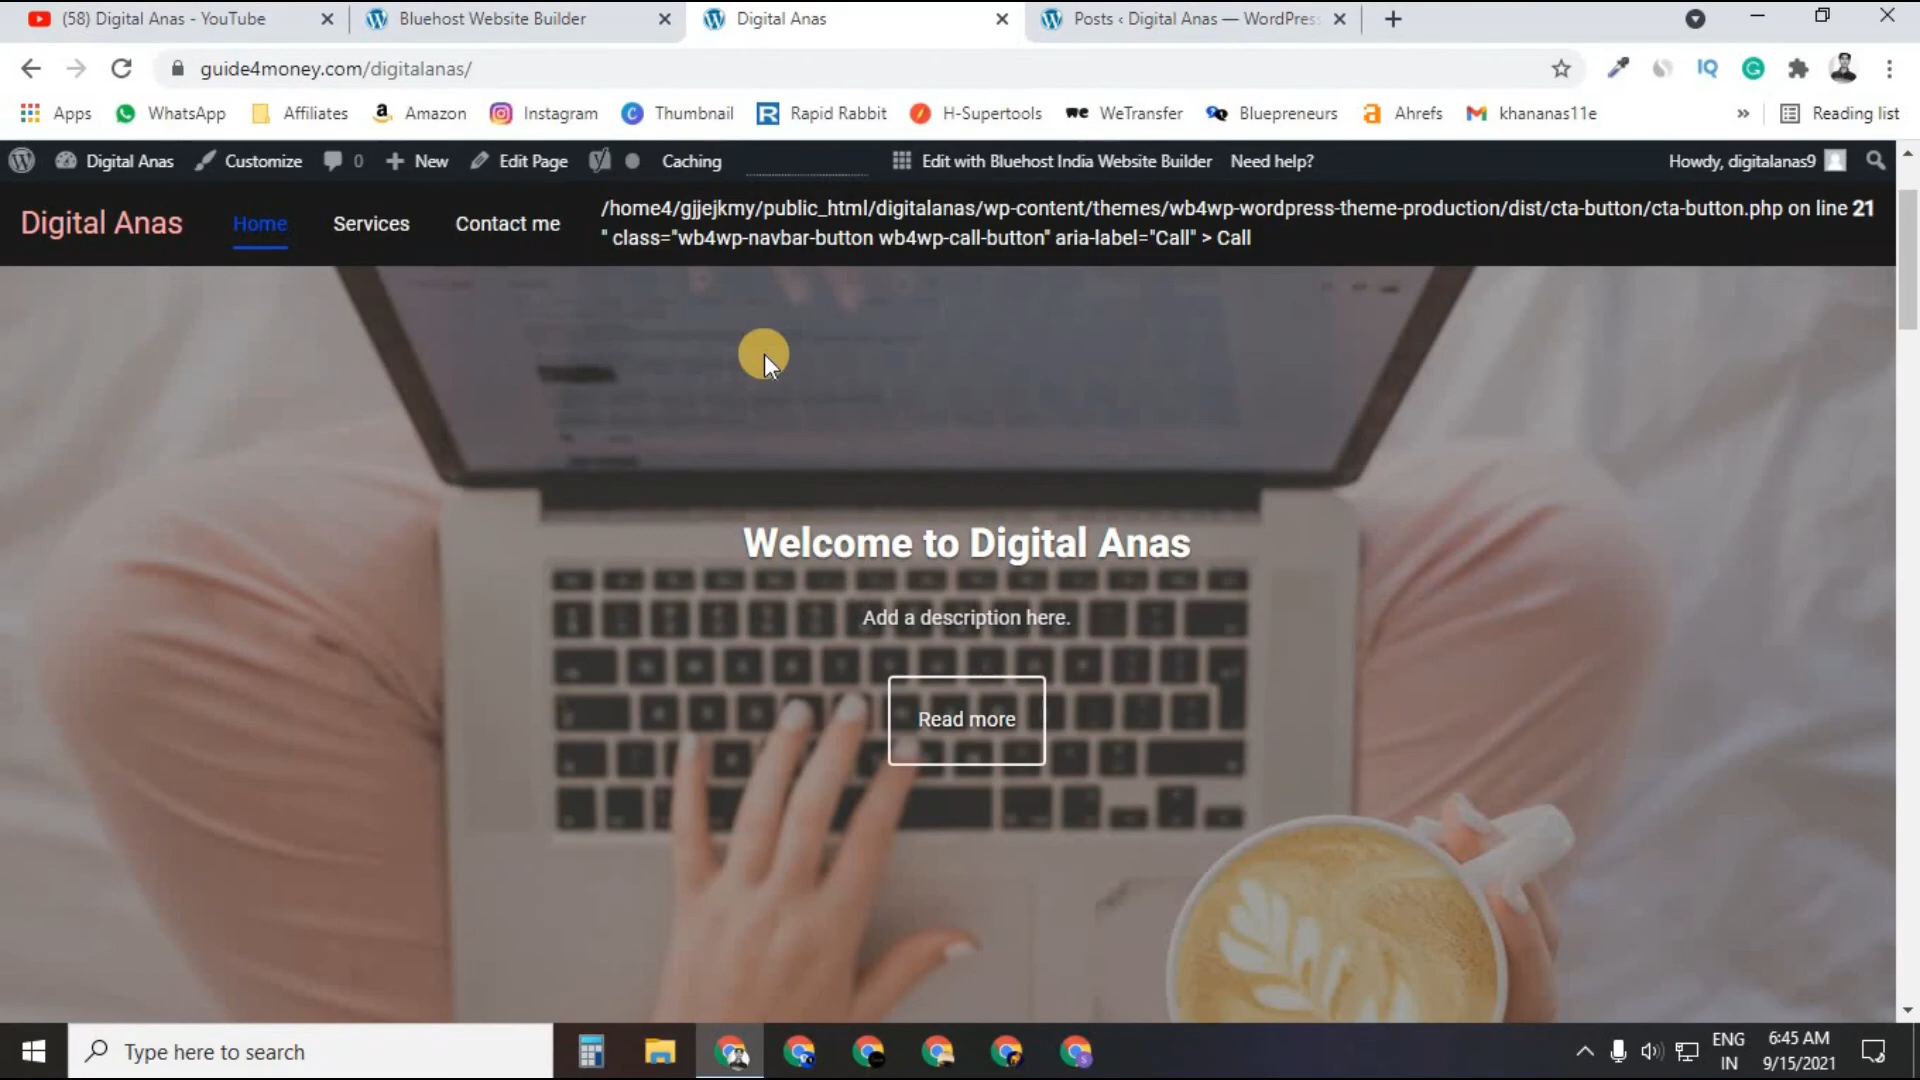 (58) Digital Anas - YouTube
Bluehost Website Builder
Digital Anas
Posts ‹ Digital Anas — WordPress
guide4money.com/digitalanas/
Apps
WhatsApp
Affiliates
Amazon
Instagram
Thumbnail
Rapid Rabbit
H-Supertools
WeTransfer
Bluepreneurs
Ahrefs
khananas11e
»
Reading list
Digital Anas
Customize
0
New
Edit Page
Caching
Edit with Bluehost India Website Builder
Need help?
Howdy, digitalanas9
Digital Anas
Home
Services
Contact me
/home4/gjjejkmy/public_html/digitalanas/wp-content/themes/wb4wp-wordpress-theme-production/dist/cta-button/cta-button.php on line 21
" class="wb4wp-navbar-button wb4wp-call-button" aria-label="Call" > Call
Welcome to Digital Anas
Add a description here.
Read more
Type here to search
ENG
IN
6:45 AM
9/15/2021